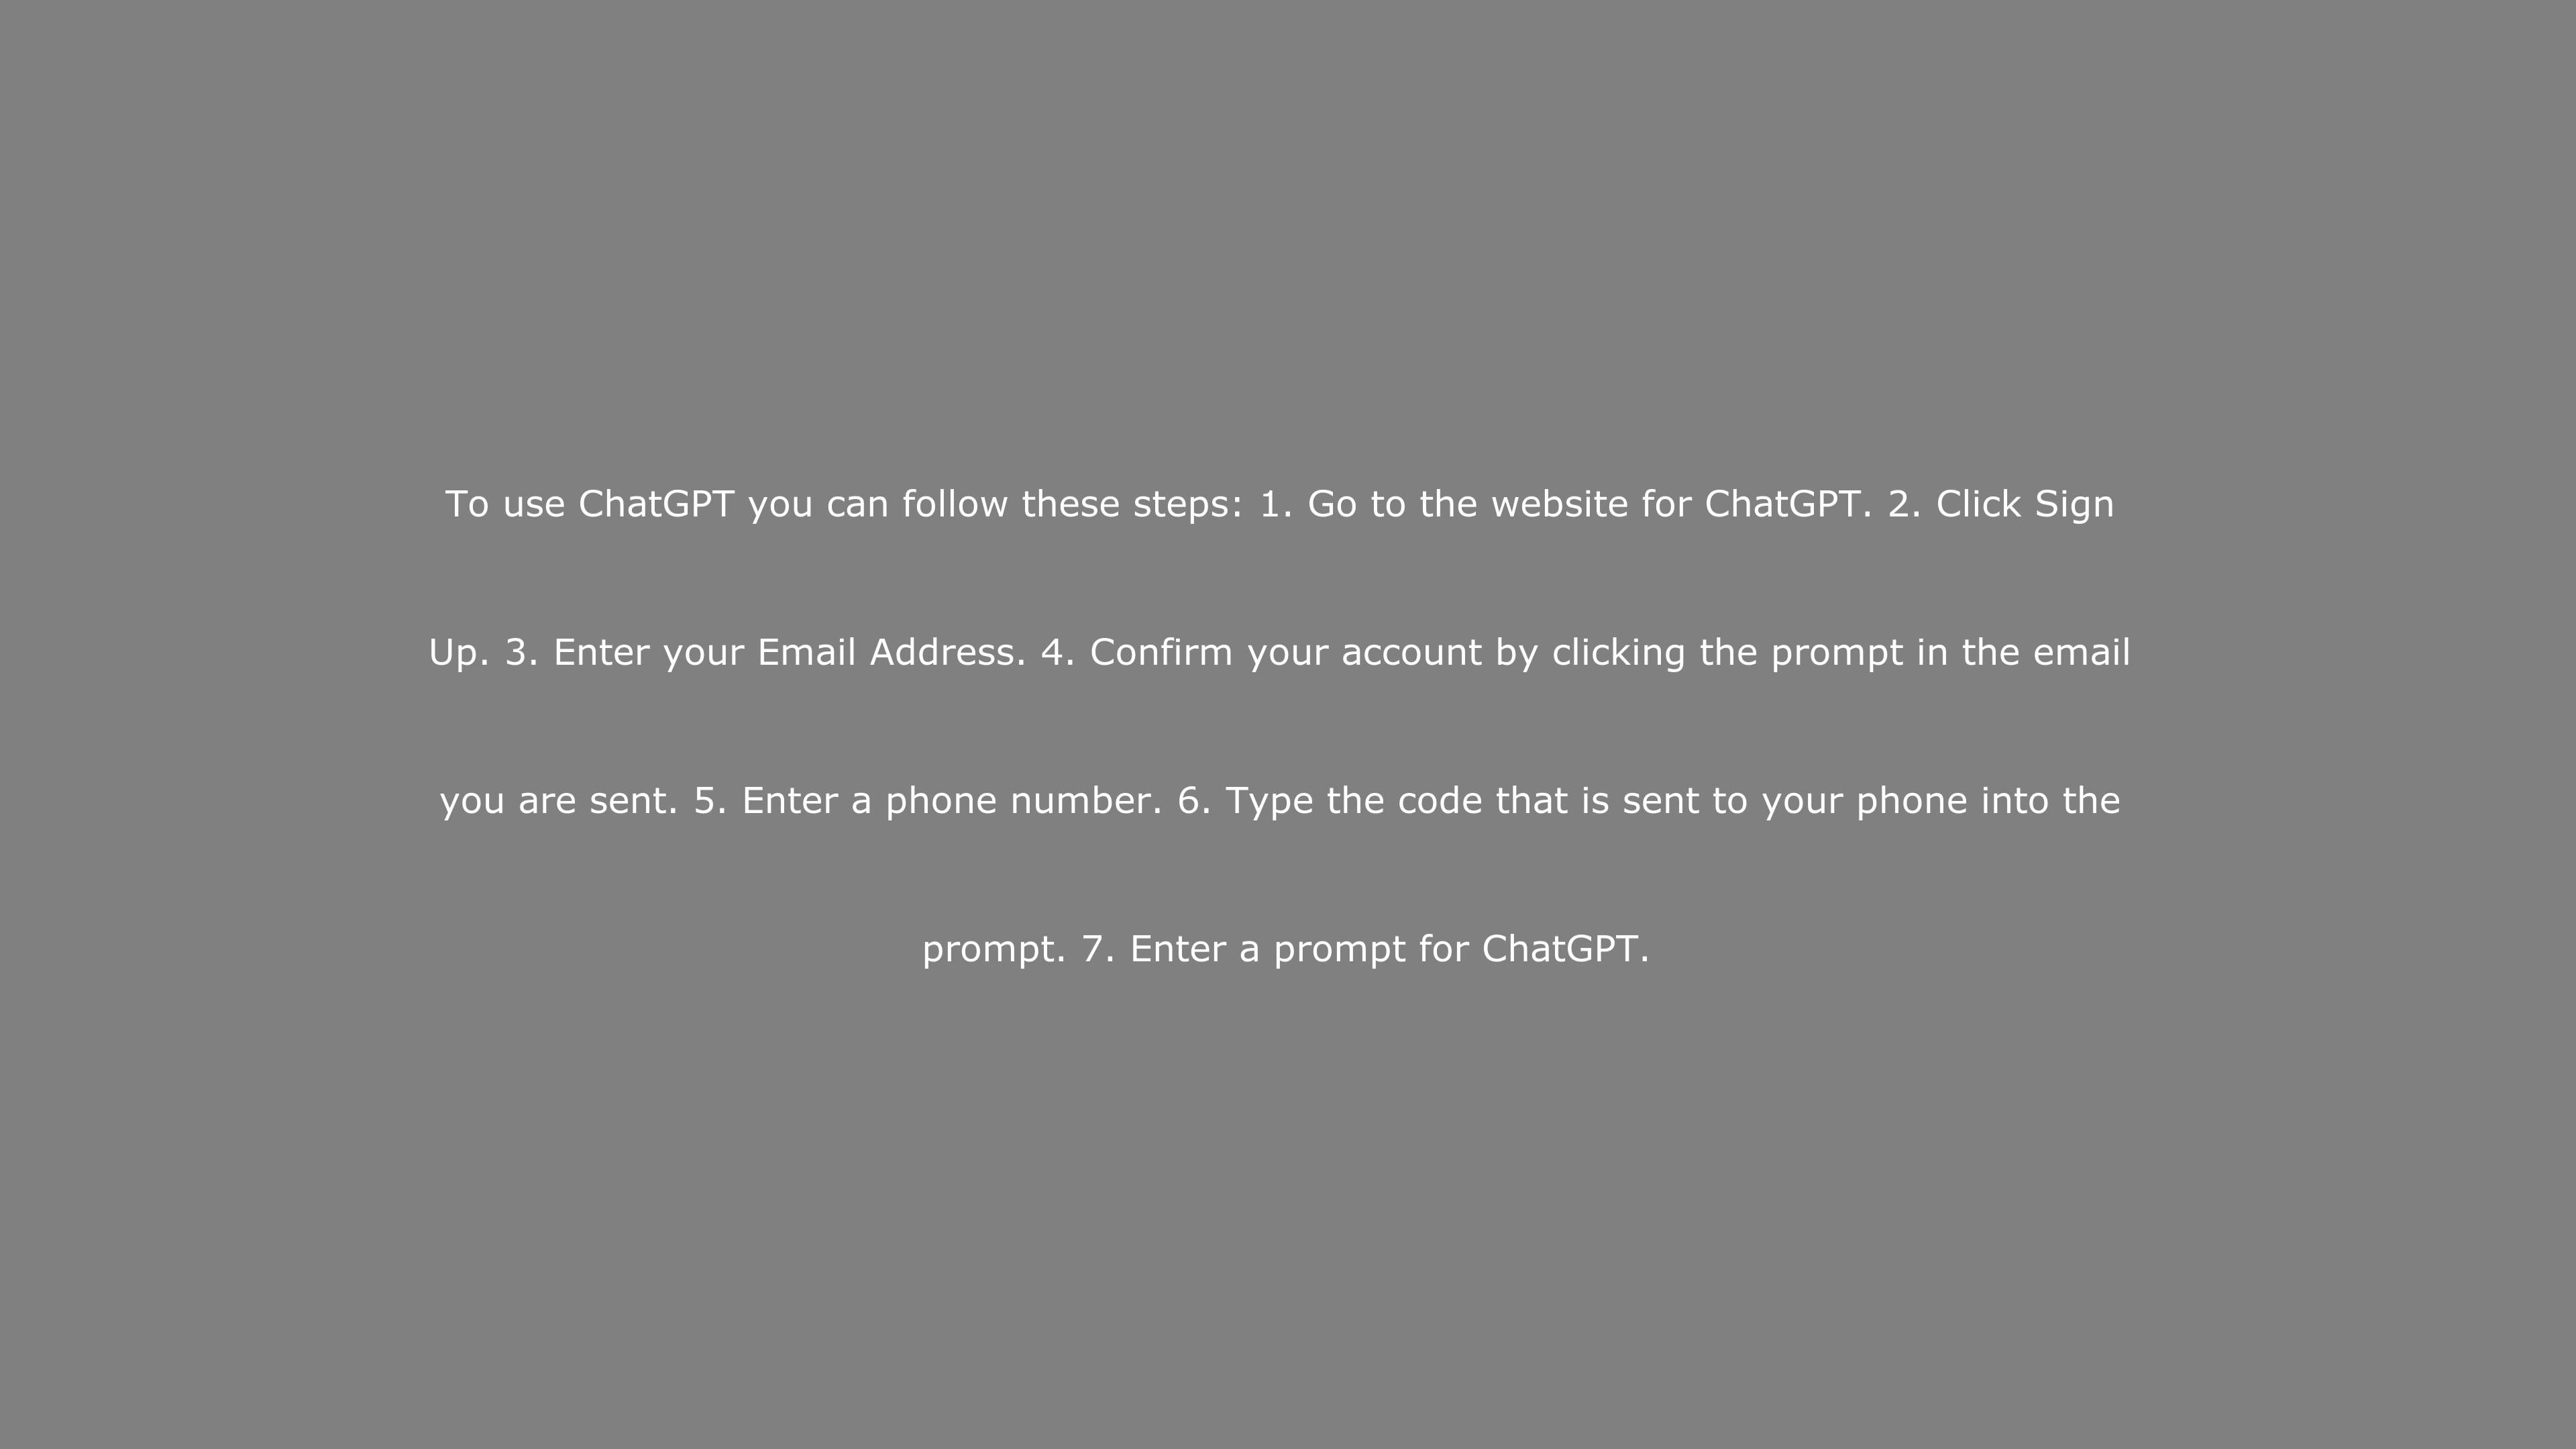 To use ChatGPT you can follow these steps: 1. Go to the website for ChatGPT. 2. Click Sign
Up. 3. Enter your Email Address. 4. Confirm your account by clicking the prompt in the email
you are sent. 5. Enter a phone number. 6. Type the code that is sent to your phone into the
prompt. 7. Enter a prompt for ChatGPT.